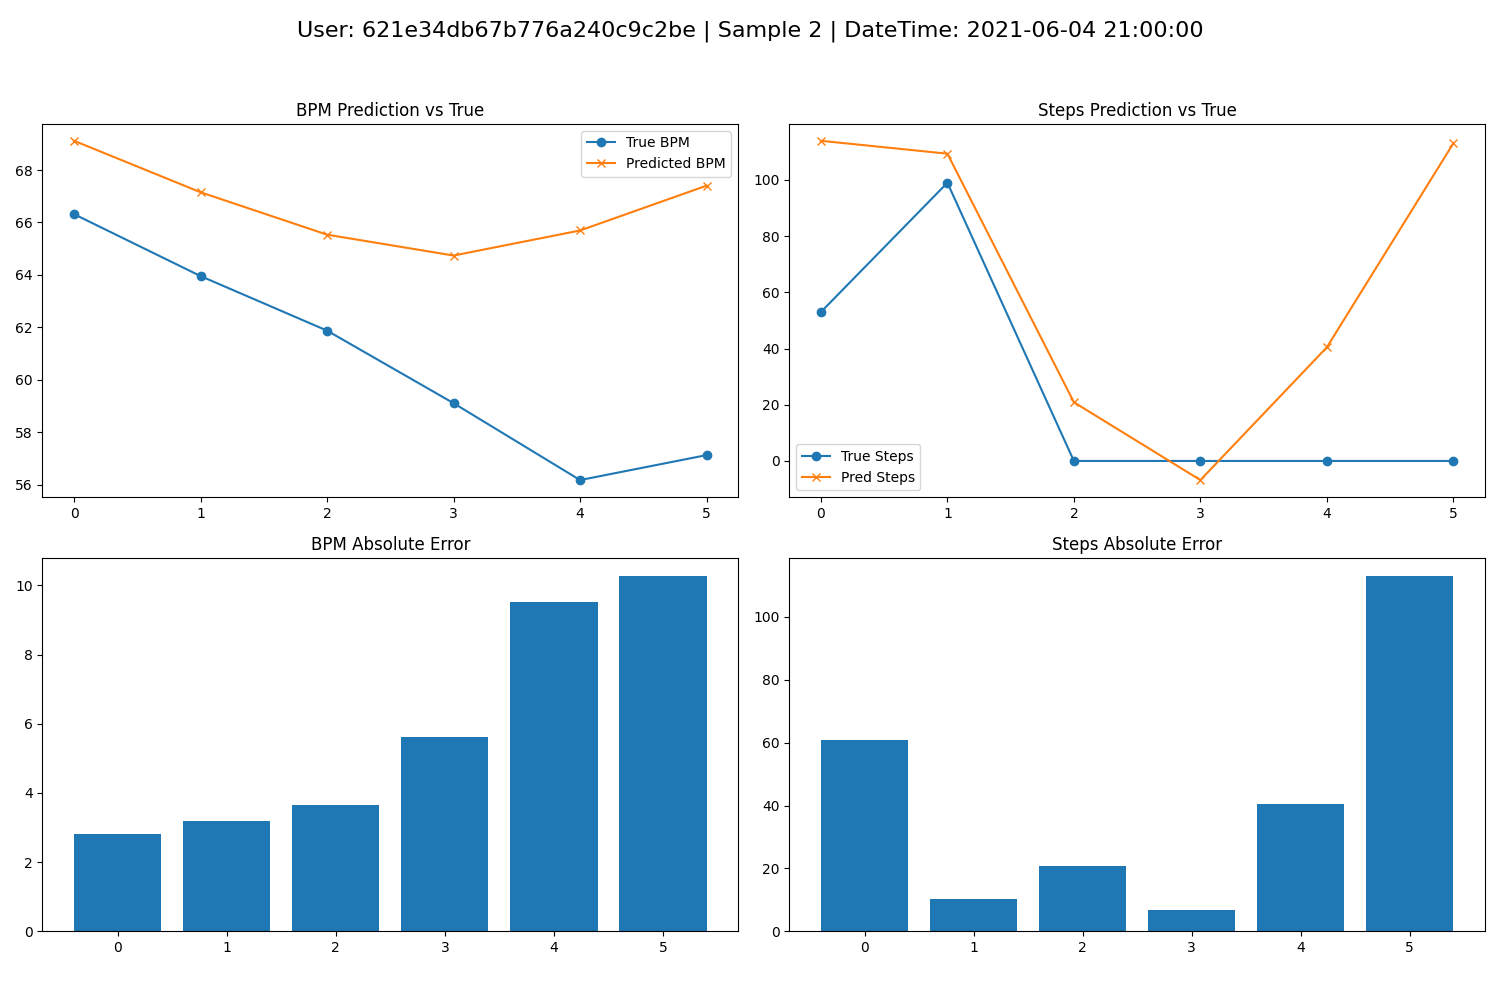 User: 621e34db67b776a240c9c2be | Sample 2 | DateTime: 2021-06-04 21:00:00
BPM Prediction vs True
True BPM
Predicted BPM
68
66
64
62
60
58
56
0 1 2 3 4 5
Steps Prediction vs True
100
80
60
40
20
0
True Steps
Pred Steps
0 1 2 3 4 5
BPM Absolute Error
10
8
6
4
2
0
0 1 2 3 4 5
Steps Absolute Error
100
80
60
40
20
0
0 1 2 3 4 5